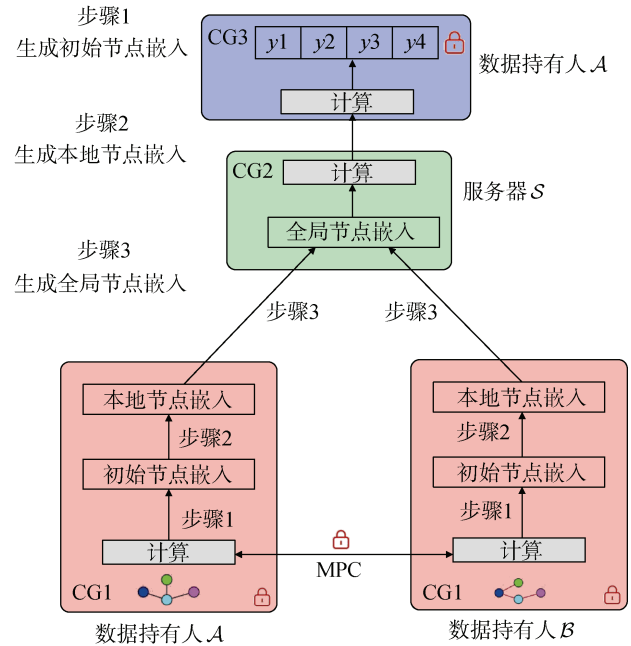 步骤1
生成初始节点嵌入
CG3
y1 y2 y3 y4
数据持有人 𝒜
计算
步骤2
生成本地节点嵌入
CG2
计算
服务器 𝒮
全局节点嵌入
步骤3
生成全局节点嵌入
步骤3
步骤3
本地节点嵌入
步骤2
初始节点嵌入
步骤1
计算
CG1
数据持有人 𝒜
MPC
本地节点嵌入
步骤2
初始节点嵌入
步骤1
计算
CG1
数据持有人 ℬ